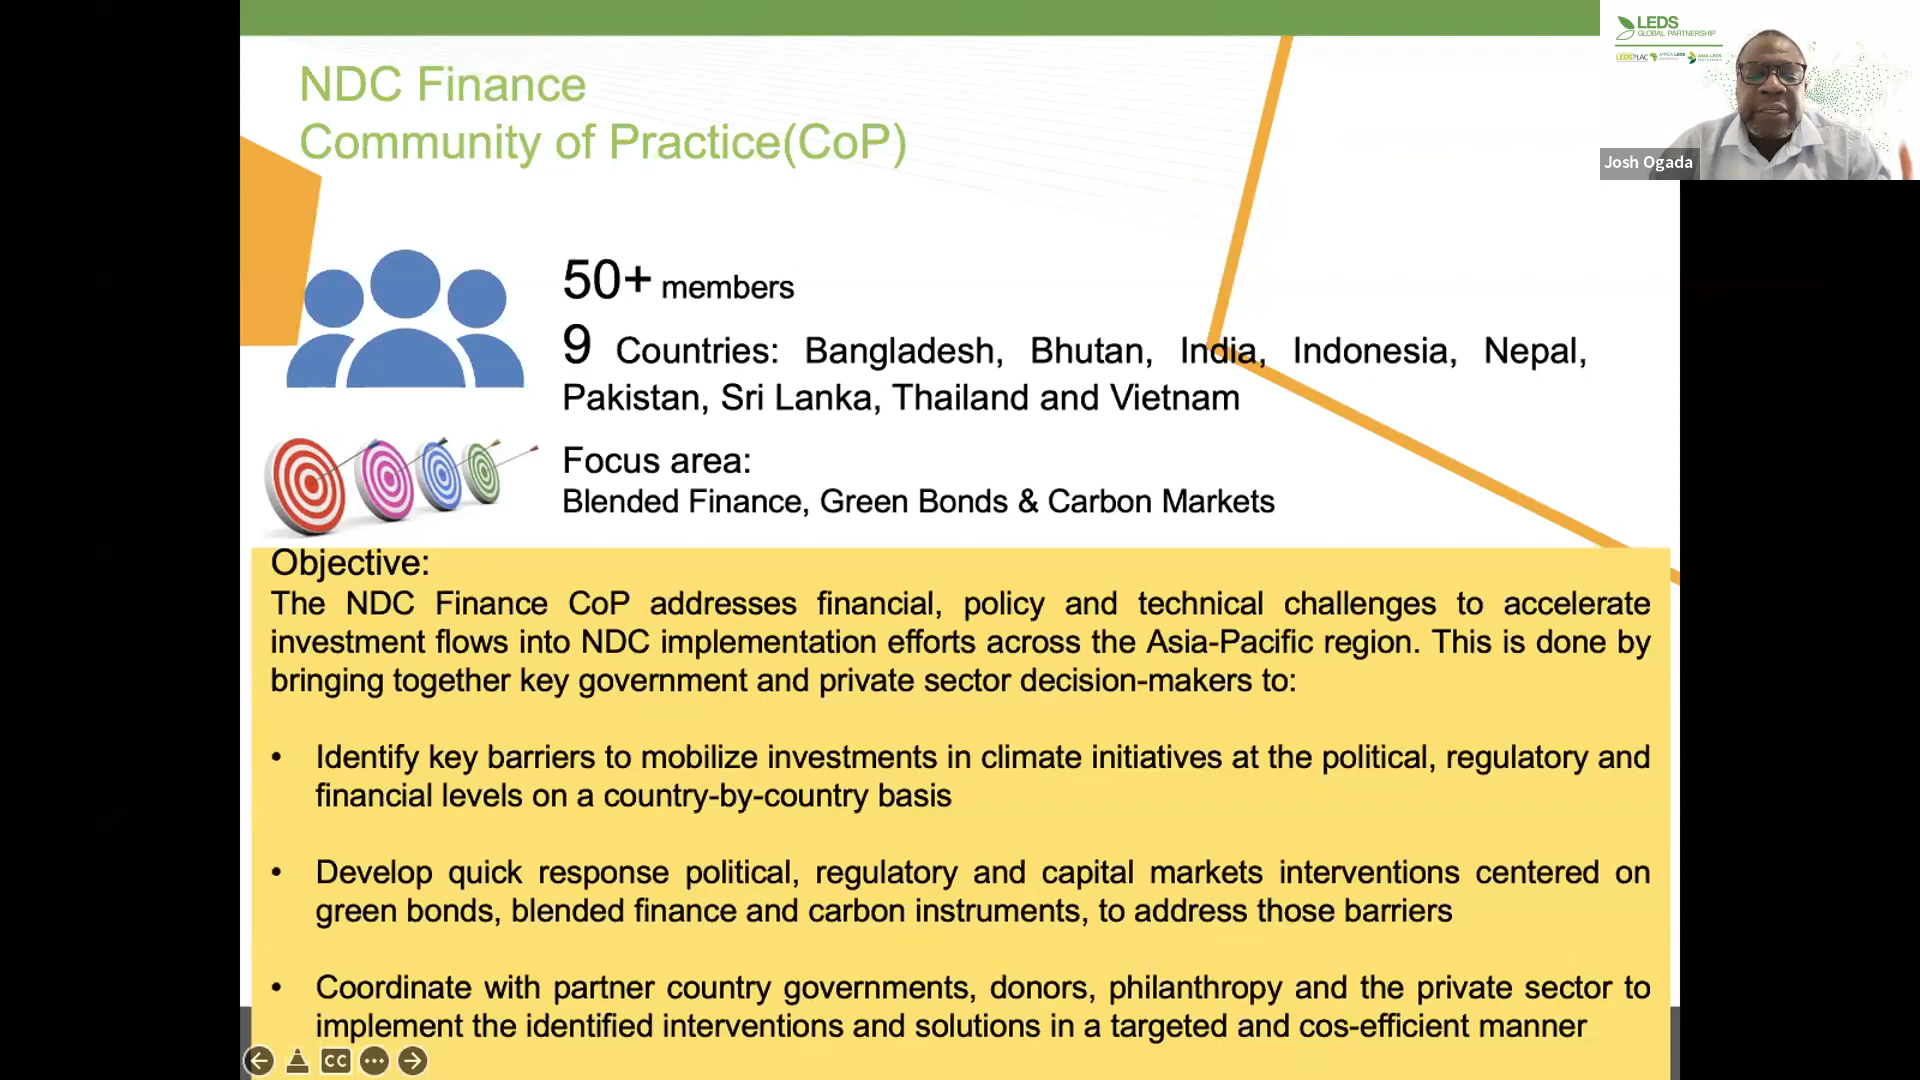 NDC Finance
Community of Practice(CoP)
50+ members
9 Countries: Bangladesh, Bhutan, India, Indonesia, Nepal,
Pakistan, Sri Lanka, Thailand and Vietnam
Focus area:
Blended Finance, Green Bonds & Carbon Markets
Objective:
The NDC Finance CoP addresses financial, policy and technical challenges to accelerate
investment flows into NDC implementation efforts across the Asia-Pacific region. This is done by
bringing together key government and private sector decision-makers to:
• Identify key barriers to mobilize investments in climate initiatives at the political, regulatory and
financial levels on a country-by-country basis
• Develop quick response political, regulatory and capital markets interventions centered on
green bonds, blended finance and carbon instruments, to address those barriers
• Coordinate with partner country governments, donors, philanthropy and the private sector to
implement the identified interventions and solutions in a targeted and cos-efficient manner
CC
LEDS
GLOBAL PARTNERSHIP
LEDS LAC
AFRICA LEDS
ASIA LEDS
Josh Ogada